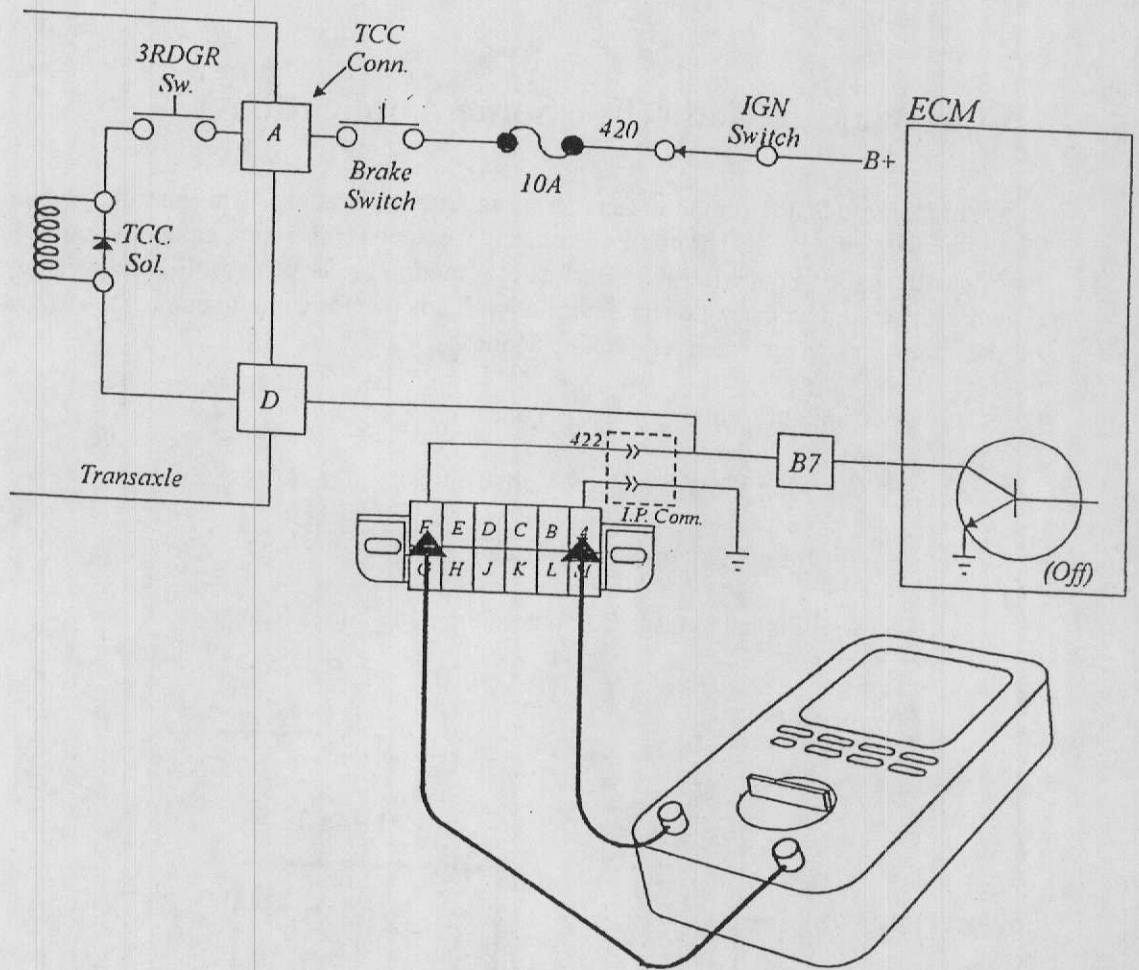 3RDGR
Sw.
TCC
Conn.
A
Brake
Switch
10A
420
IGN
Switch
B+
ECM
TCC
Sol.
D
Transaxle
422
I.P. Conn.
B7
(Off)
F E D C B A
G H J K L M